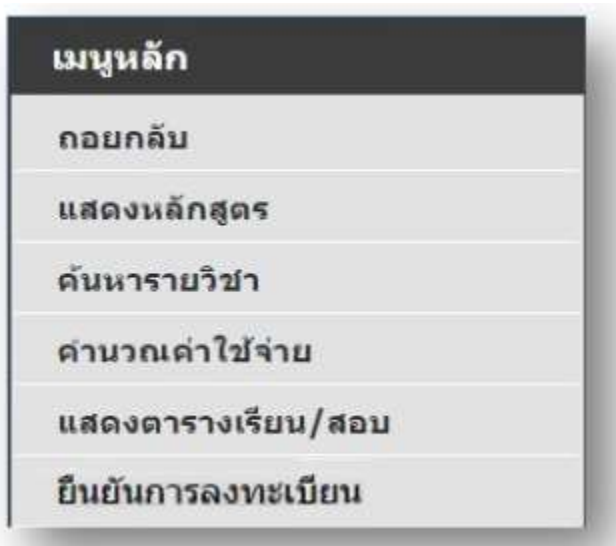 เมนูหลัก
ถอยกลับ
แสดงหลักสูตร
ค้นหารายวิชา
คำนวณค่าใช้จ่าย
แสดงตารางเรียน/สอบ
ยืนยันการลงทะเบียน